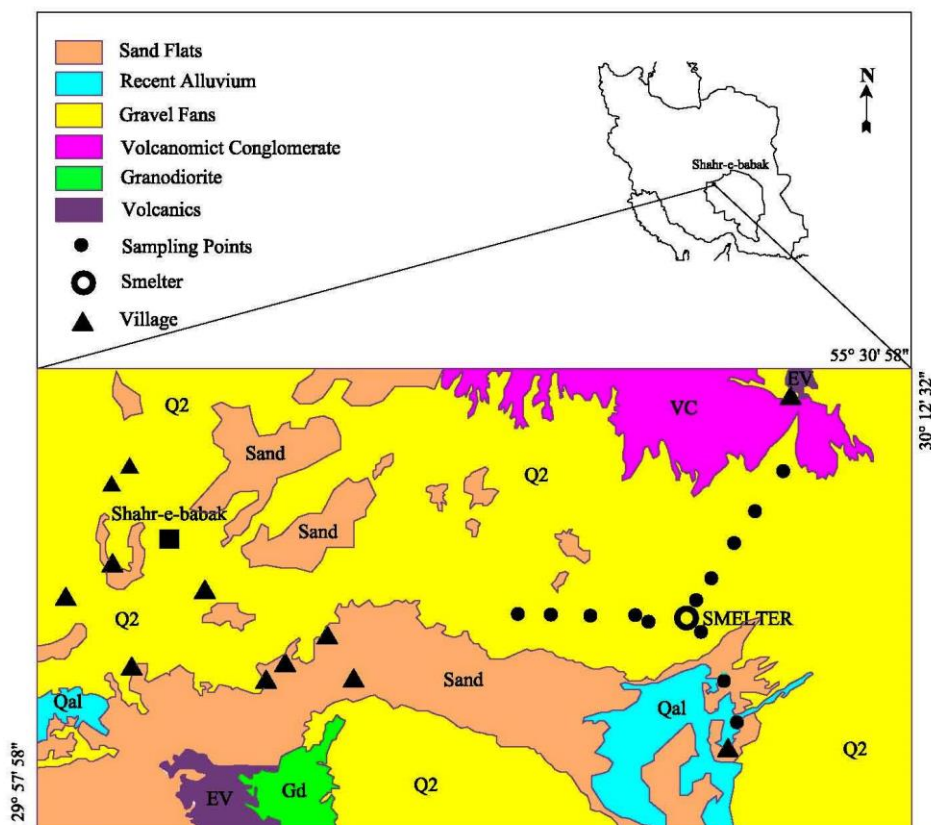 Sand Flats
Recent Alluvium
Gravel Fans
Volcanomict Conglomerate
Granodiorite
Volcanics
Sampling Points
Smelter
Village
N
Shahr-e-babak
55° 30' 58"
30° 12' 32"
EV
Q2
VC
Sand
Q2
Shahr-e-babak
Sand
Q2
SMELTER
Sand
Qal
Qal
Q2
29° 57' 58"
EV
Gd
Q2